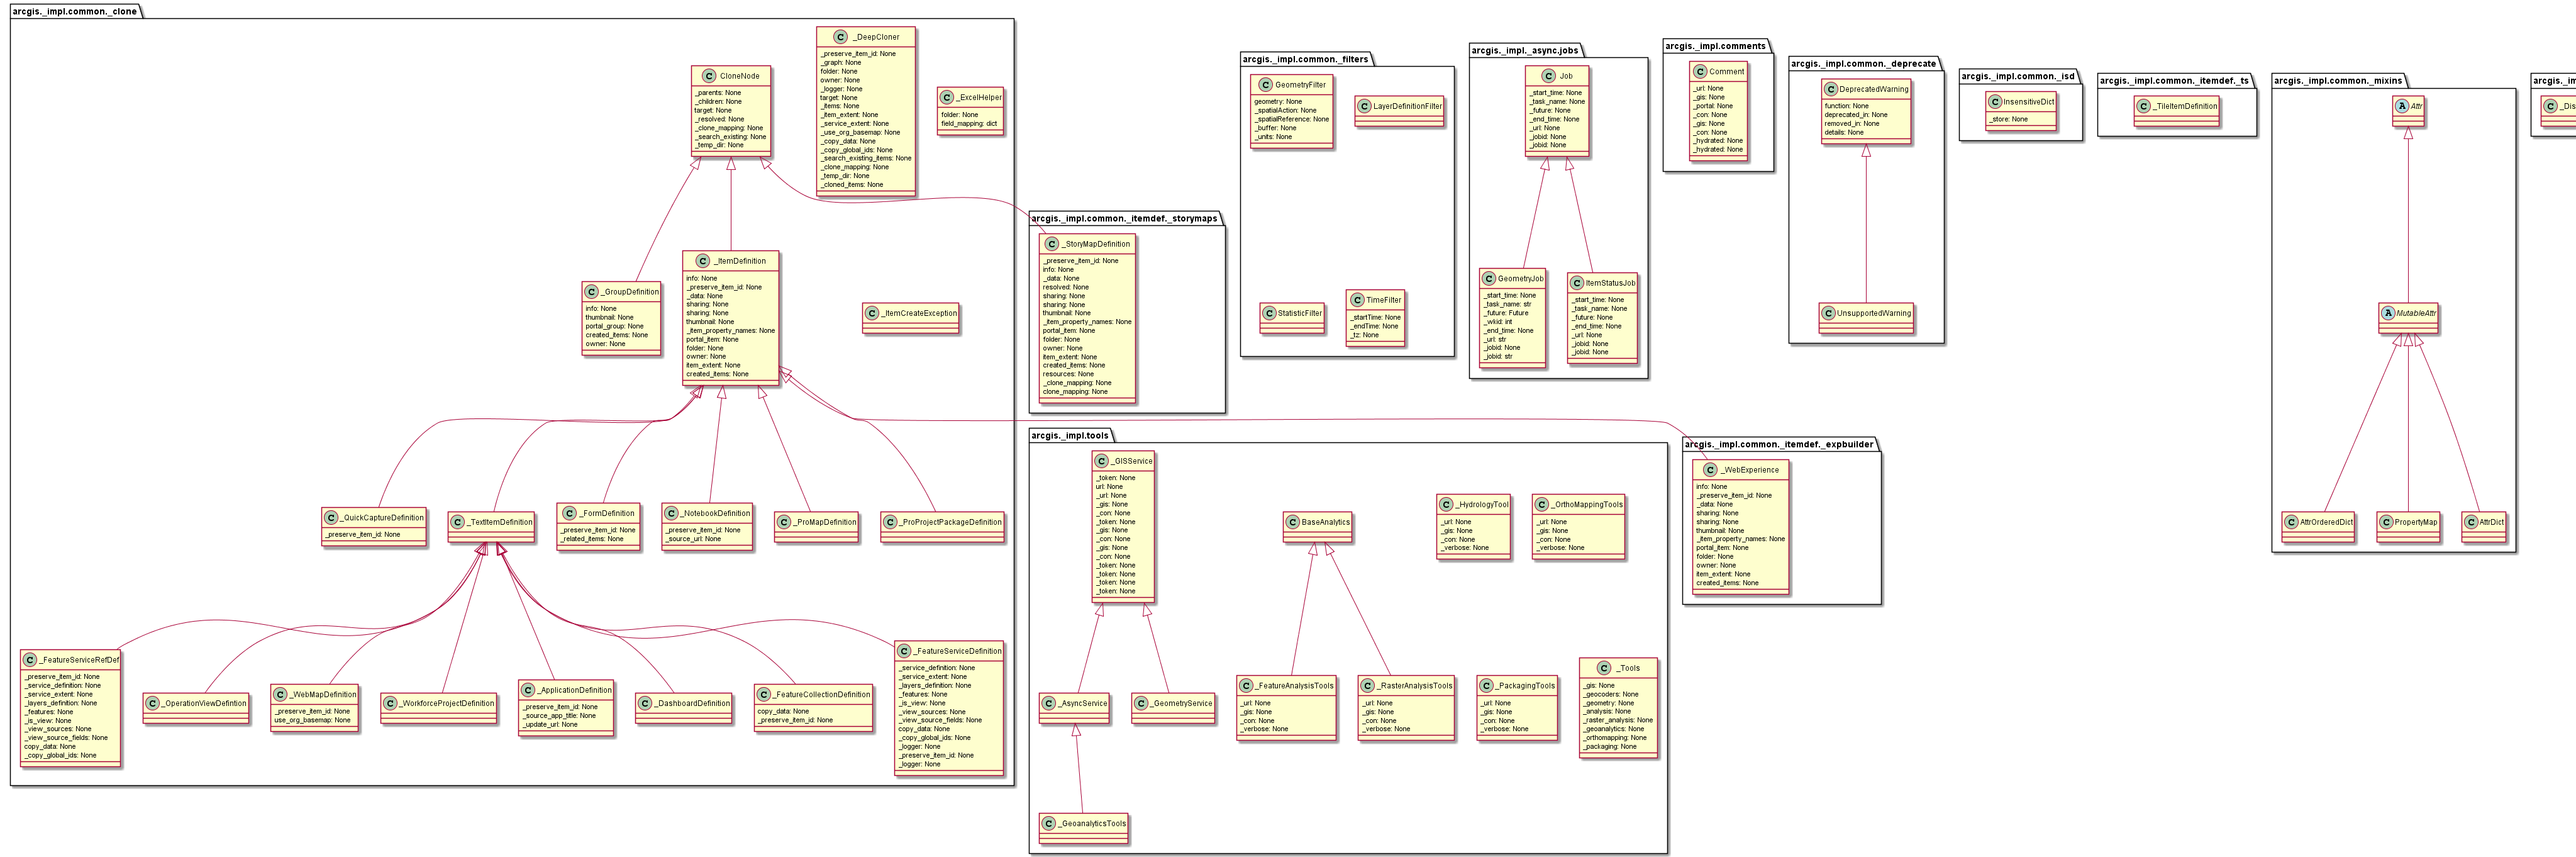 arcgis._impl.common._clone
C _DeepCloner
_preserve_item_id: None
_graph: None
folder: None
owner: None
_logger: None
target: None
_items: None
_item_extent: None
_service_extent: None
_use_org_basemap: None
_copy_data: None
_copy_global_ids: None
_search_existing_items: None
_clone_mapping: None
_temp_dir: None
_cloned_items: None
C CloneNode
_parents: None
_children: None
target: None
_resolved: None
_clone_mapping: None
_search_existing: None
_temp_dir: None
C _ExcelHelper
folder: None
field_mapping: dict
C _GroupDefinition
info: None
thumbnail: None
portal_group: None
created_items: None
owner: None
C _ItemDefinition
info: None
_preserve_item_id: None
_data: None
sharing: None
sharing: None
thumbnail: None
_item_property_names: None
portal_item: None
folder: None
owner: None
item_extent: None
created_items: None
C _ItemCreateException
C _QuickCaptureDefinition
_preserve_item_id: None
C _TextItemDefinition
C _FormDefinition
_preserve_item_id: None
_related_items: None
C _NotebookDefinition
_preserve_item_id: None
_source_url: None
C _ProMapDefinition
C _ProProjectPackageDefinition
C _FeatureServiceRefDef
_preserve_item_id: None
_service_definition: None
_service_extent: None
_layers_definition: None
_features: None
_is_view: None
_view_sources: None
_view_source_fields: None
copy_data: None
_copy_global_ids: None
C _OperationViewDefintion
C _WebMapDefinition
_preserve_item_id: None
use_org_basemap: None
C _WorkforceProjectDefinition
C _ApplicationDefinition
_preserve_item_id: None
_source_app_title: None
_update_url: None
C _DashboardDefinition
C _FeatureCollectionDefinition
copy_data: None
_preserve_item_id: None
C _FeatureServiceDefinition
_service_definition: None
_service_extent: None
_layers_definition: None
_features: None
_is_view: None
_view_sources: None
_view_source_fields: None
copy_data: None
_copy_global_ids: None
_logger: None
_preserve_item_id: None
_logger: None
arcgis._impl.common._itemdef._storymaps
C _StoryMapDefinition
_preserve_item_id: None
info: None
_data: None
resolved: None
sharing: None
sharing: None
thumbnail: None
_item_property_names: None
portal_item: None
folder: None
owner: None
item_extent: None
created_items: None
resources: None
_clone_mapping: None
clone_mapping: None
arcgis._impl.common._filters
C GeometryFilter
geometry: None
_spatialAction: None
_spatialReference: None
_buffer: None
_units: None
C LayerDefinitionFilter
C StatisticFilter
C TimeFilter
_startTime: None
_endTime: None
_tz: None
arcgis._impl._async.jobs
C Job
_start_time: None
_task_name: None
_future: None
_end_time: None
_url: None
_jobid: None
_jobid: None
C GeometryJob
_start_time: None
_task_name: str
_future: Future
_wkid: int
_end_time: None
_url: str
_jobid: None
_jobid: str
C ItemStatusJob
_start_time: None
_task_name: None
_future: None
_end_time: None
_url: None
_jobid: None
_jobid: None
arcgis._impl.comments
C Comment
_url: None
_gis: None
_portal: None
_con: None
_gis: None
_con: None
_hydrated: None
_hydrated: None
arcgis._impl.common._deprecate
C DeprecatedWarning
function: None
deprecated_in: None
removed_in: None
details: None
C UnsupportedWarning
arcgis._impl.common._isd
C InsensitiveDict
_store: None
arcgis._impl.common._itemdef._ts
C _TileItemDefinition
arcgis._impl.common._mixins
A Attr
A MutableAttr
C AttrOrderedDict
C PropertyMap
C AttrDict
arcgis._impl.tools
C _GISService
_token: None
url: None
_url: None
_gis: None
_con: None
_token: None
_gis: None
_con: None
_gis: None
_con: None
_token: None
_token: None
_token: None
_token: None
C BaseAnalytics
C _HydrologyTool
_url: None
_gis: None
_con: None
_verbose: None
C _OrthoMappingTools
_url: None
_gis: None
_con: None
_verbose: None
C _AsyncService
C _GeometryService
C _FeatureAnalysisTools
_url: None
_gis: None
_con: None
_verbose: None
C _RasterAnalysisTools
_url: None
_gis: None
_con: None
_verbose: None
C _PackagingTools
_url: None
_gis: None
_con: None
_verbose: None
C _Tools
_gis: None
_geocoders: None
_geometry: None
_analysis: None
_raster_analysis: None
_geoanalytics: None
_orthomapping: None
_packaging: None
C _GeoanalyticsTools
arcgis._impl.common._itemdef._expbuilder
C _WebExperience
info: None
_preserve_item_id: None
_data: None
sharing: None
sharing: None
thumbnail: None
_item_property_names: None
portal_item: None
folder: None
owner: None
item_extent: None
created_items: None